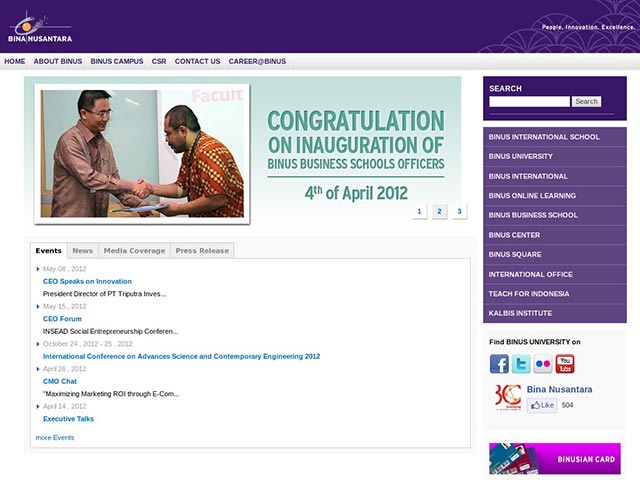 BINA NUSANTARA
People. Innovation. Excellence.
HOME ABOUT BINUS BINUS CAMPUS CSR CONTACT US CAREER@BINUS
Facult
CONGRATULATION
ON INAUGURATION OF
BINUS BUSINESS SCHOOLS OFFICERS
4th of April 2012
1 2 3
SEARCH
Search
BINUS INTERNATIONAL SCHOOL
BINUS UNIVERSITY
BINUS INTERNATIONAL
BINUS ONLINE LEARNING
BINUS BUSINESS SCHOOL
BINUS CENTER
BINUS SQUARE
INTERNATIONAL OFFICE
TEACH FOR INDONESIA
KALBIS INSTITUTE
Events News Media Coverage Press Release
May 08 , 2012
CEO Speaks on Innovation
President Director of PT Triputra Inves...
May 15 , 2012
CEO Forum
INSEAD Social Entrepreneurship Conferen...
October 24 , 2012 - 25 , 2012
International Conference on Advances Science and Contemporary Engineering 2012
April 26 , 2012
CMO Chat
"Maximizing Marketing ROI through E-Com...
April 14 , 2012
Executive Talks
more Events
Find BINUS UNIVERSITY on
You Tube
Bina Nusantara
Like 504
BINUSIAN CARD